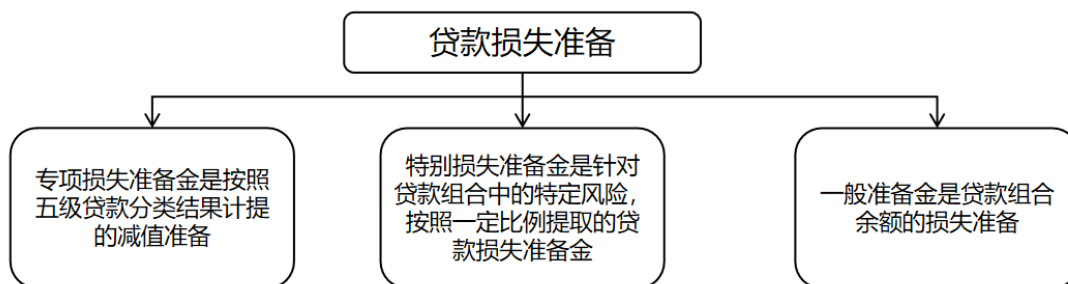 贷款损失准备
专项损失准备金是按照
五级贷款分类结果计提
的减值准备
特别损失准备金是针对
贷款组合中的特定风险，
按照一定比例提取的贷
款损失准备金
一般准备金是贷款组合
余额的损失准备